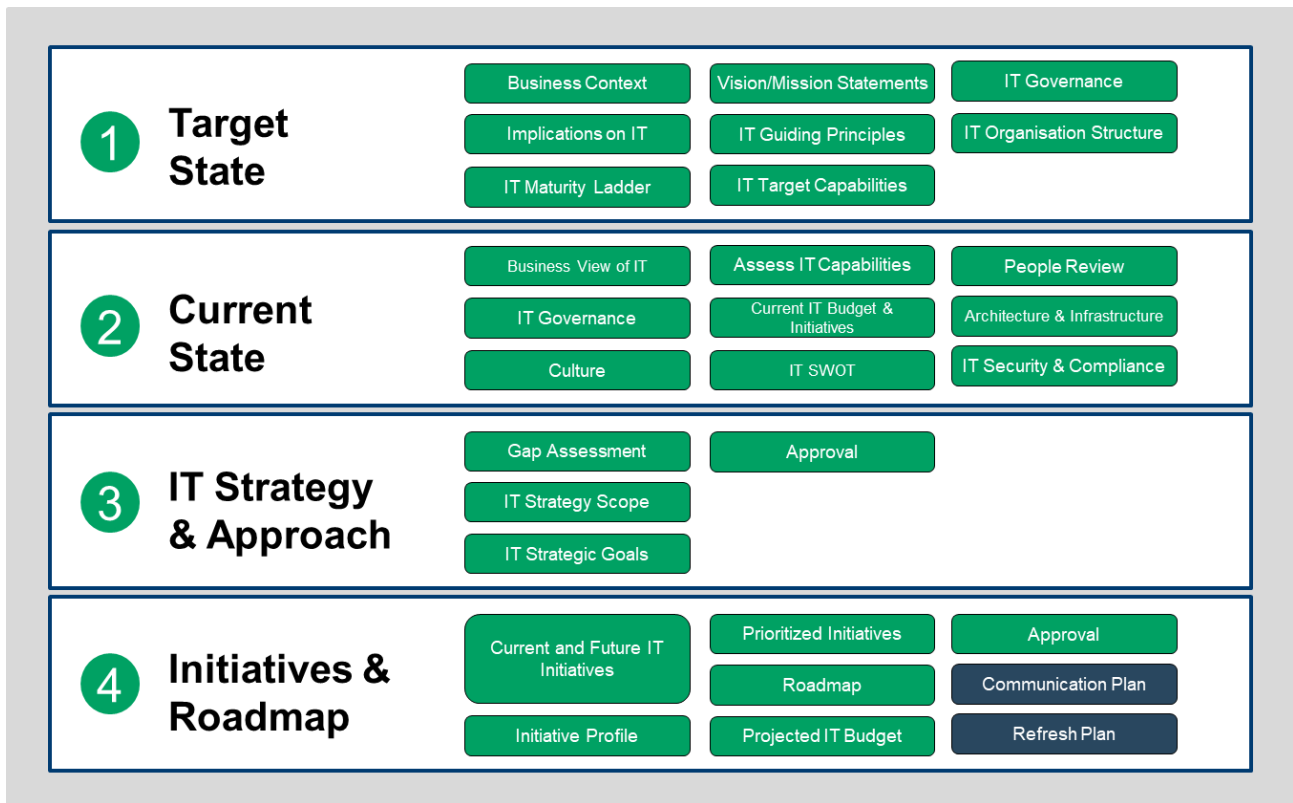 1
Target
State
Business Context
Implications on IT
IT Maturity Ladder
Vision/Mission Statements
IT Guiding Principles
IT Target Capabilities
IT Governance
IT Organisation Structure
2
Current
State
Business View of IT
IT Governance
Culture
Assess IT Capabilities
Current IT Budget &
Initiatives
IT SWOT
People Review
Architecture & Infrastructure
IT Security & Compliance
3
IT Strategy
& Approach
Gap Assessment
IT Strategy Scope
IT Strategic Goals
Approval
4
Initiatives &
Roadmap
Current and Future IT
Initiatives
Initiative Profile
Prioritized Initiatives
Roadmap
Projected IT Budget
Approval
Communication Plan
Refresh Plan